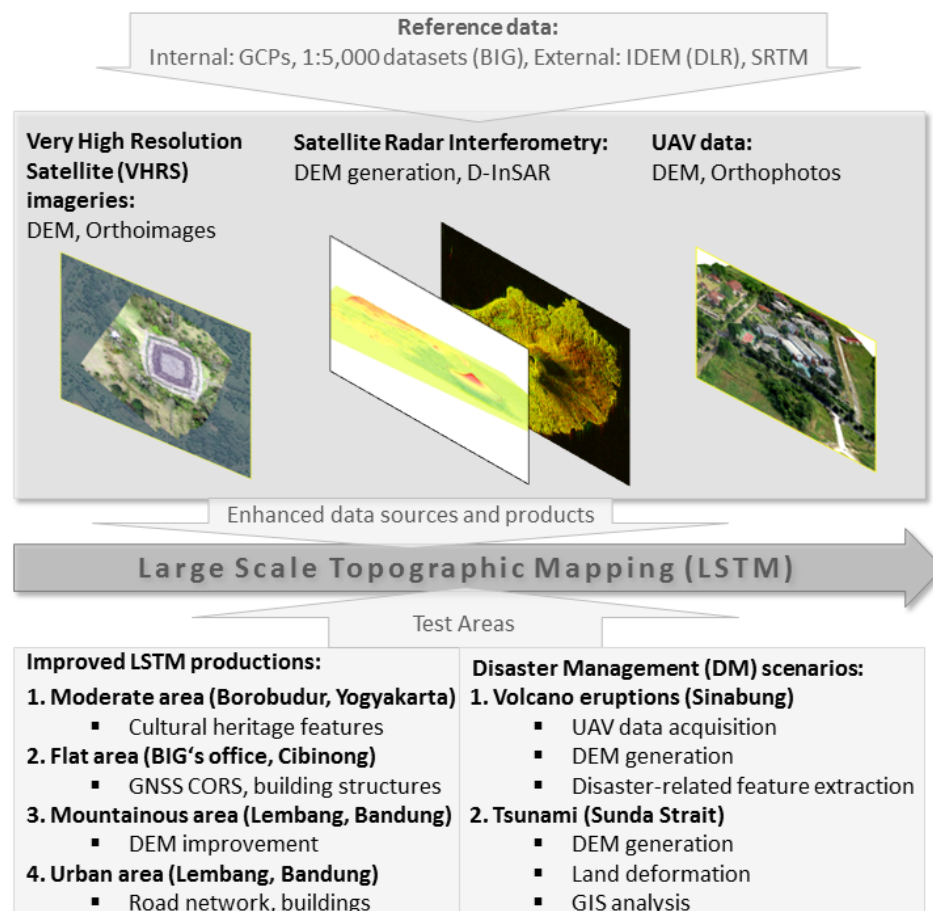 Reference data:
Internal: GCPs, 1:5,000 datasets (BIG), External: IDEM (DLR), SRTM
Very High Resolution
Satellite (VHRS)
imageries:
DEM, Orthoimages
Satellite Radar Interferometry:
DEM generation, D-InSAR
UAV data:
DEM, Orthophotos
Enhanced data sources and products
Large Scale Topographic Mapping (LSTM)
Test Areas
Improved LSTM productions:
1. Moderate area (Borobudur, Yogyakarta)
▪ Cultural heritage features
2. Flat area (BIG‘s office, Cibinong)
▪ GNSS CORS, building structures
3. Mountainous area (Lembang, Bandung)
▪ DEM improvement
4. Urban area (Lembang, Bandung)
▪ Road network, buildings
Disaster Management (DM) scenarios:
1. Volcano eruptions (Sinabung)
▪ UAV data acquisition
▪ DEM generation
▪ Disaster-related feature extraction
2. Tsunami (Sunda Strait)
▪ DEM generation
▪ Land deformation
▪ GIS analysis